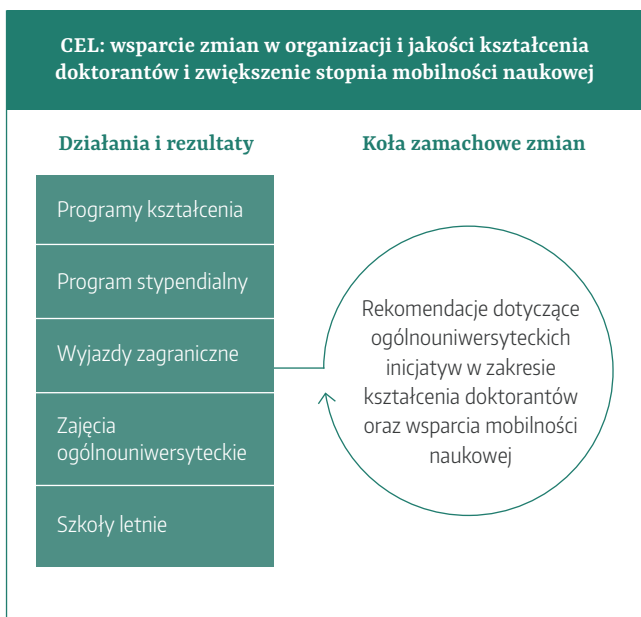 CEL: wsparcie zmian w organizacji i jakości kształcenia
doktorantów i zwiększenie stopnia mobilności naukowej
Działania i rezultaty
Programy kształcenia
Program stypendialny
Wyjazdy zagraniczne
Zajęcia
ogólnouniwersyteckie
Szkoły letnie
Koła zamachowe zmian
Rekomendacje dotyczące
ogólnouniwersyteckich
inicjatyw w zakresie
kształcenia doktorantów
oraz wsparcia mobilności
naukowej